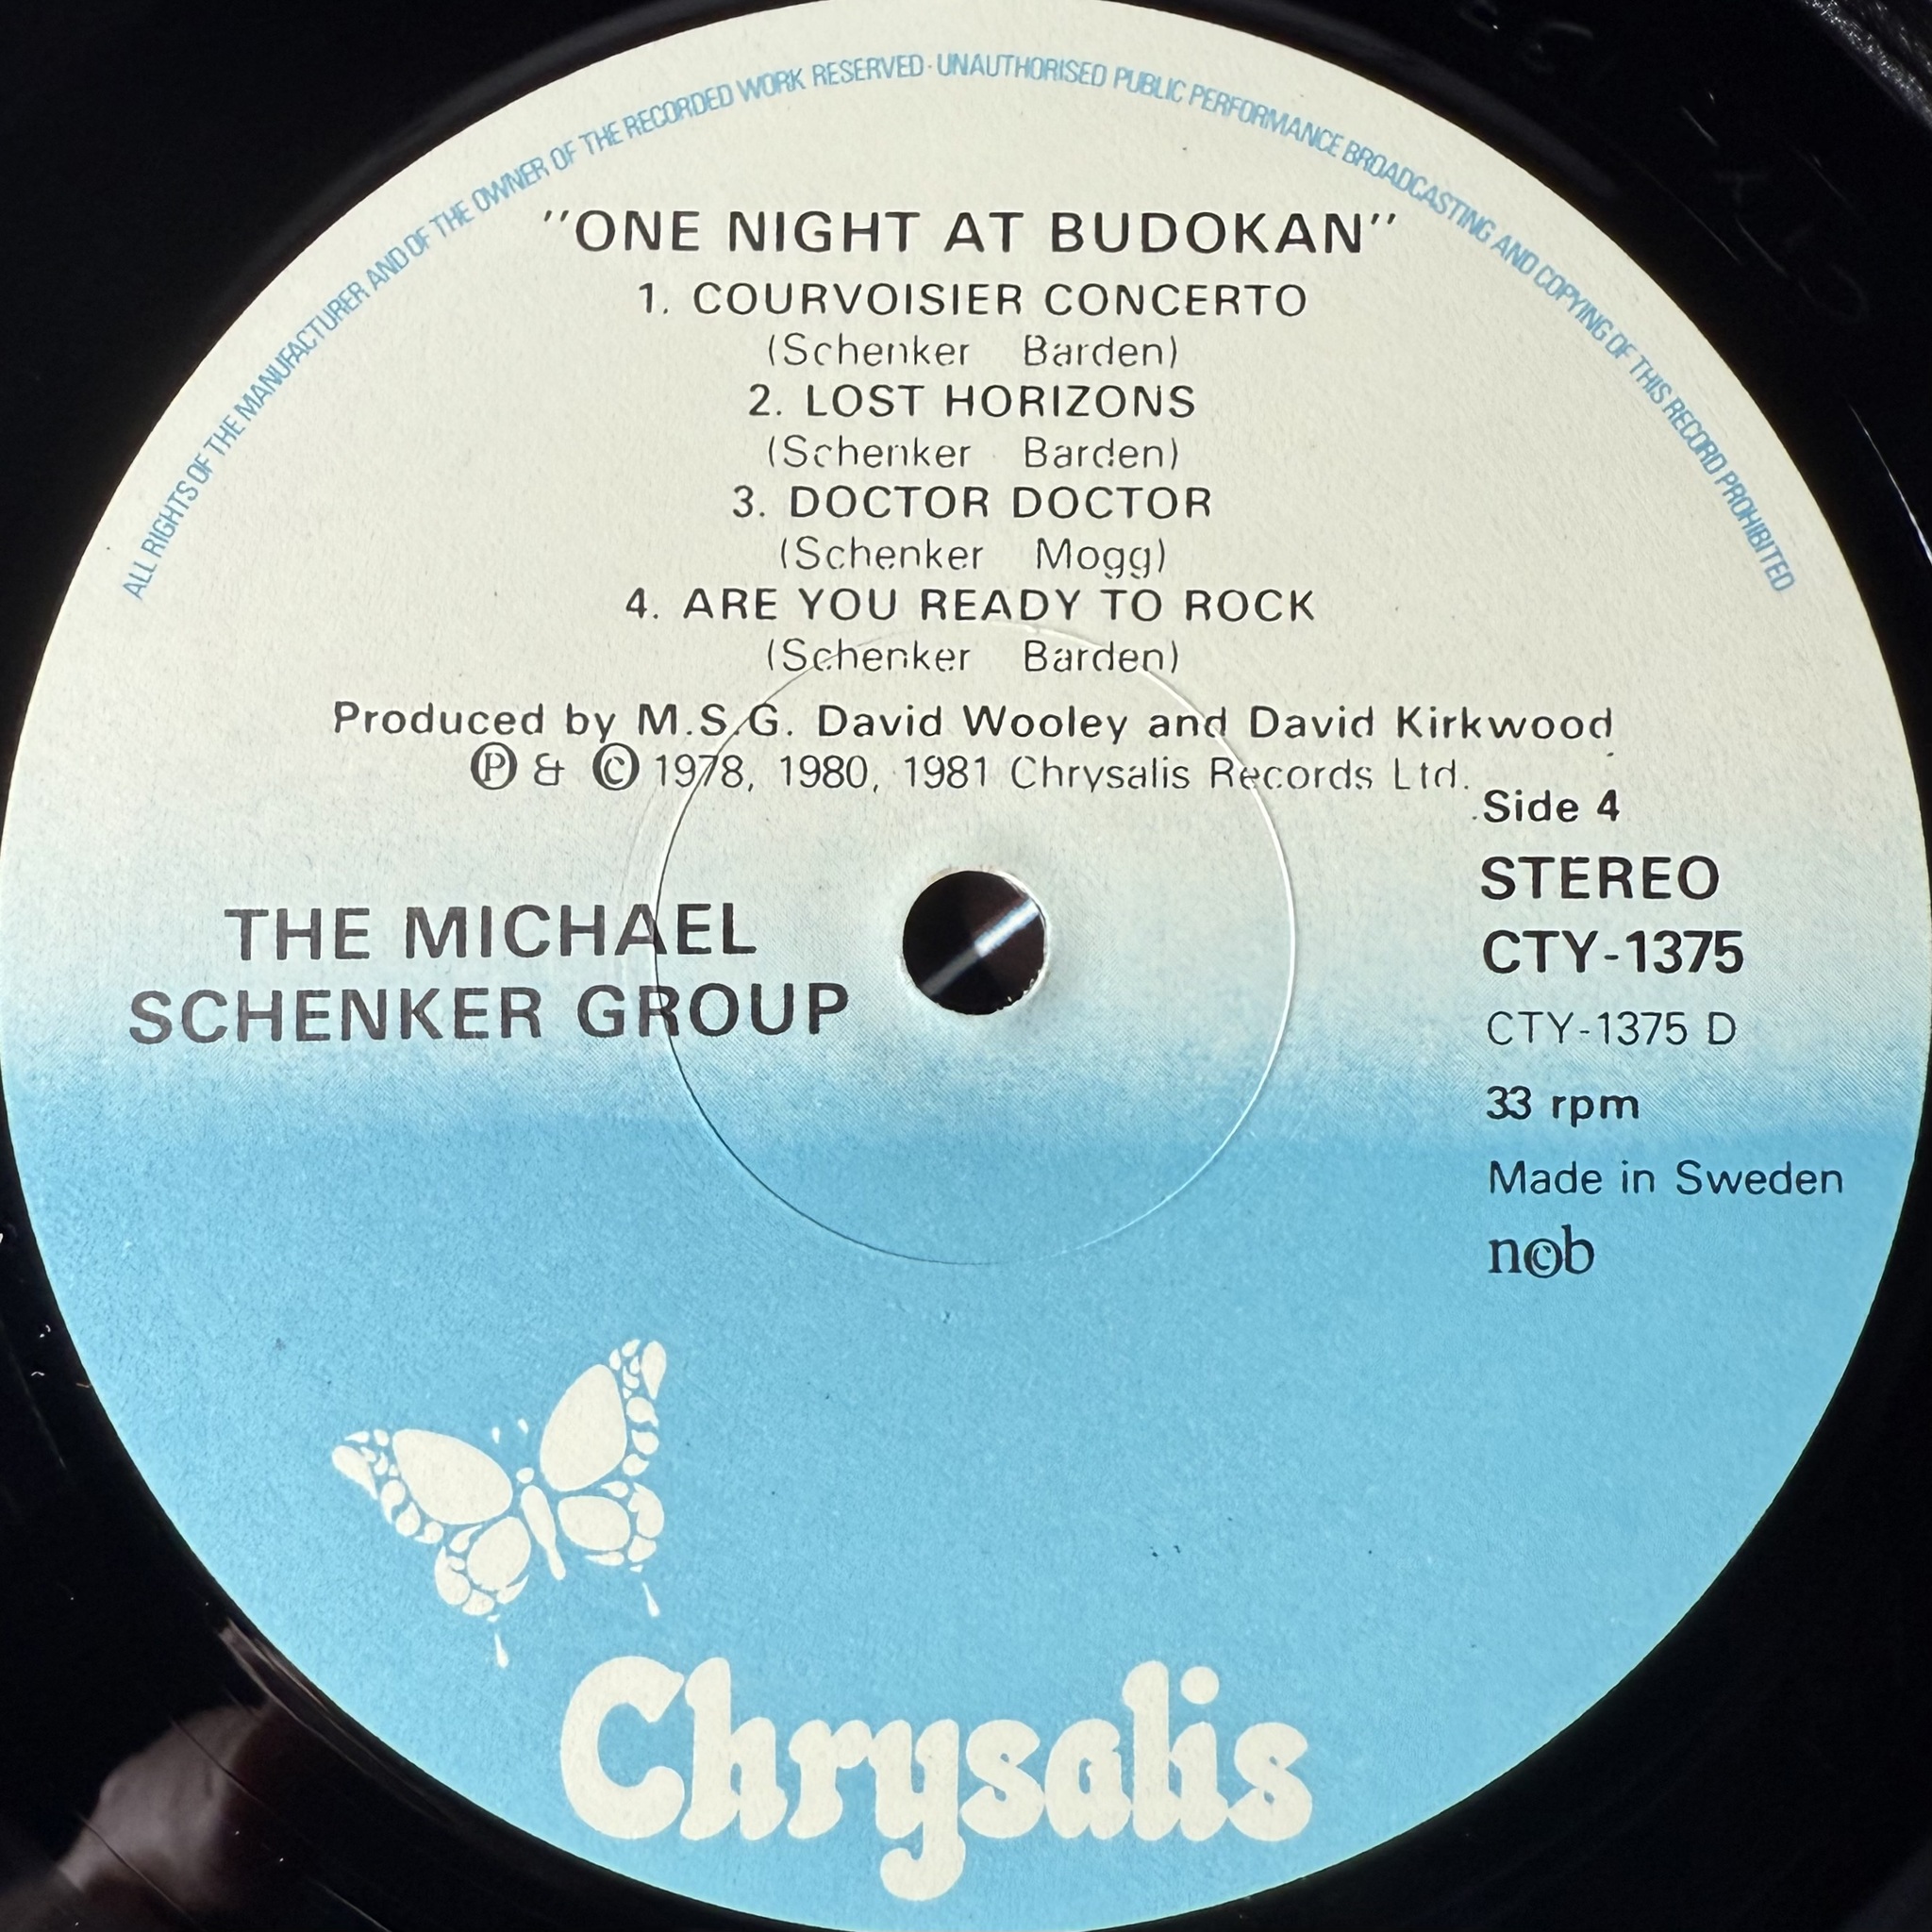 ALL RIGHTS OF THE MANUFACTURER AND OF THE OWNER OF THE RECORDED WORK RESERVED · UNAUTHORISED PUBLIC PERFORMANCE BROADCASTING AND COPYING OF THIS RECORD PROHIBITED
"ONE NIGHT AT BUDOKAN"
1. COURVOISIER CONCERTO
(Schenker Barden)
2. LOST HORIZONS
(Schenker Barden)
3. DOCTOR DOCTOR
(Schenker Mogg)
4. ARE YOU READY TO ROCK
(Schenker Barden)
Produced by M.S.G. David Wooley and David Kirkwood
℗ & © 1978, 1980, 1981 Chrysalis Records Ltd.
Side 4
STEREO
CTY-1375
CTY-1375 D
33 rpm
Made in Sweden
n©b
THE MICHAEL
SCHENKER GROUP
Chrysalis